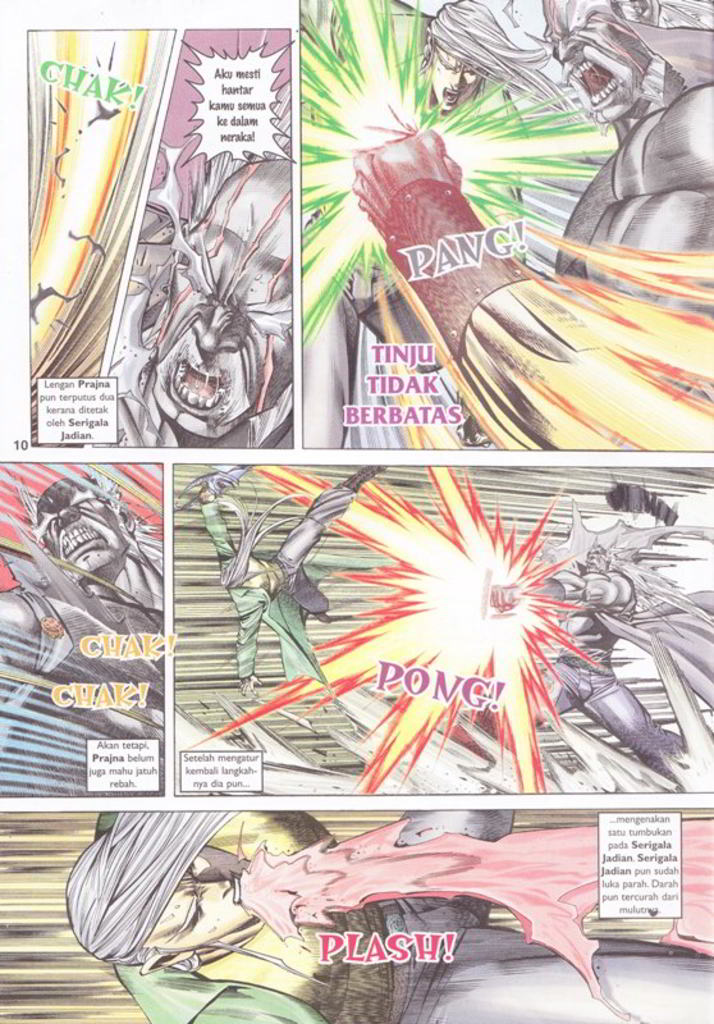 CHAK!
Aku mesti
hantar
kamu semua
ke dalam
neraka!
Lengan Prajna
pun terputus dua
kerana ditetak
oleh Serigala
Jadian.
10
PANG!
TINJU
TIDAK
BERBATAS
CHAK!
CHAK!
Akan tetapi,
Prajna belum
juga mahu jatuh
rebah.
PONG!
Setelah mengatur
kembali langkah-
nya dia pun...
...mengenakan
satu tumbukan
pada Serigala
Jadian. Serigala
Jadian pun sudah
luka parah. Darah
pun tercurah dari
mulutnya.
PLASH!